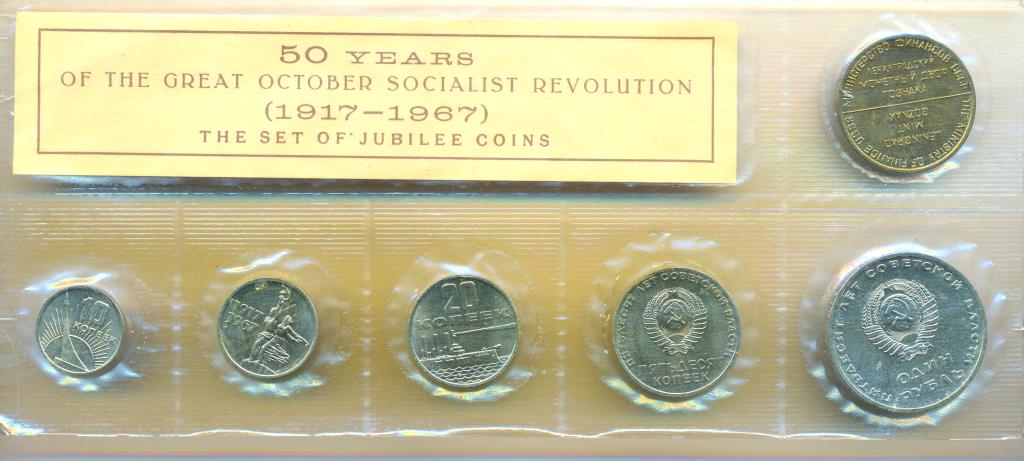 50 YEARS
OF THE GREAT OCTOBER SOCIALIST REVOLUTION
(1917-1967)
THE SET OF JUBILEE COINS
МИНИСТЕРСТВО ФИНАНСОВ СССР
ЛЕНИНГРАДСКИЙ
МОНЕТНЫЙ ДВОР
ГОЗНАКА
THE MINISTRY OF FINANCE USSR
LENINGRAD
MINT
GOZNAK
10
КОПЕЕК
1917
1967
20
КОПЕЕК
ПЯТЬДЕСЯТ ЛЕТ СОВЕТСКОЙ ВЛАСТИ
ПЯТЬДЕСЯТ
КОПЕЕК
ПЯТЬДЕСЯТ ЛЕТ СОВЕТСКОЙ ВЛАСТИ
ОДИН
РУБЛЬ